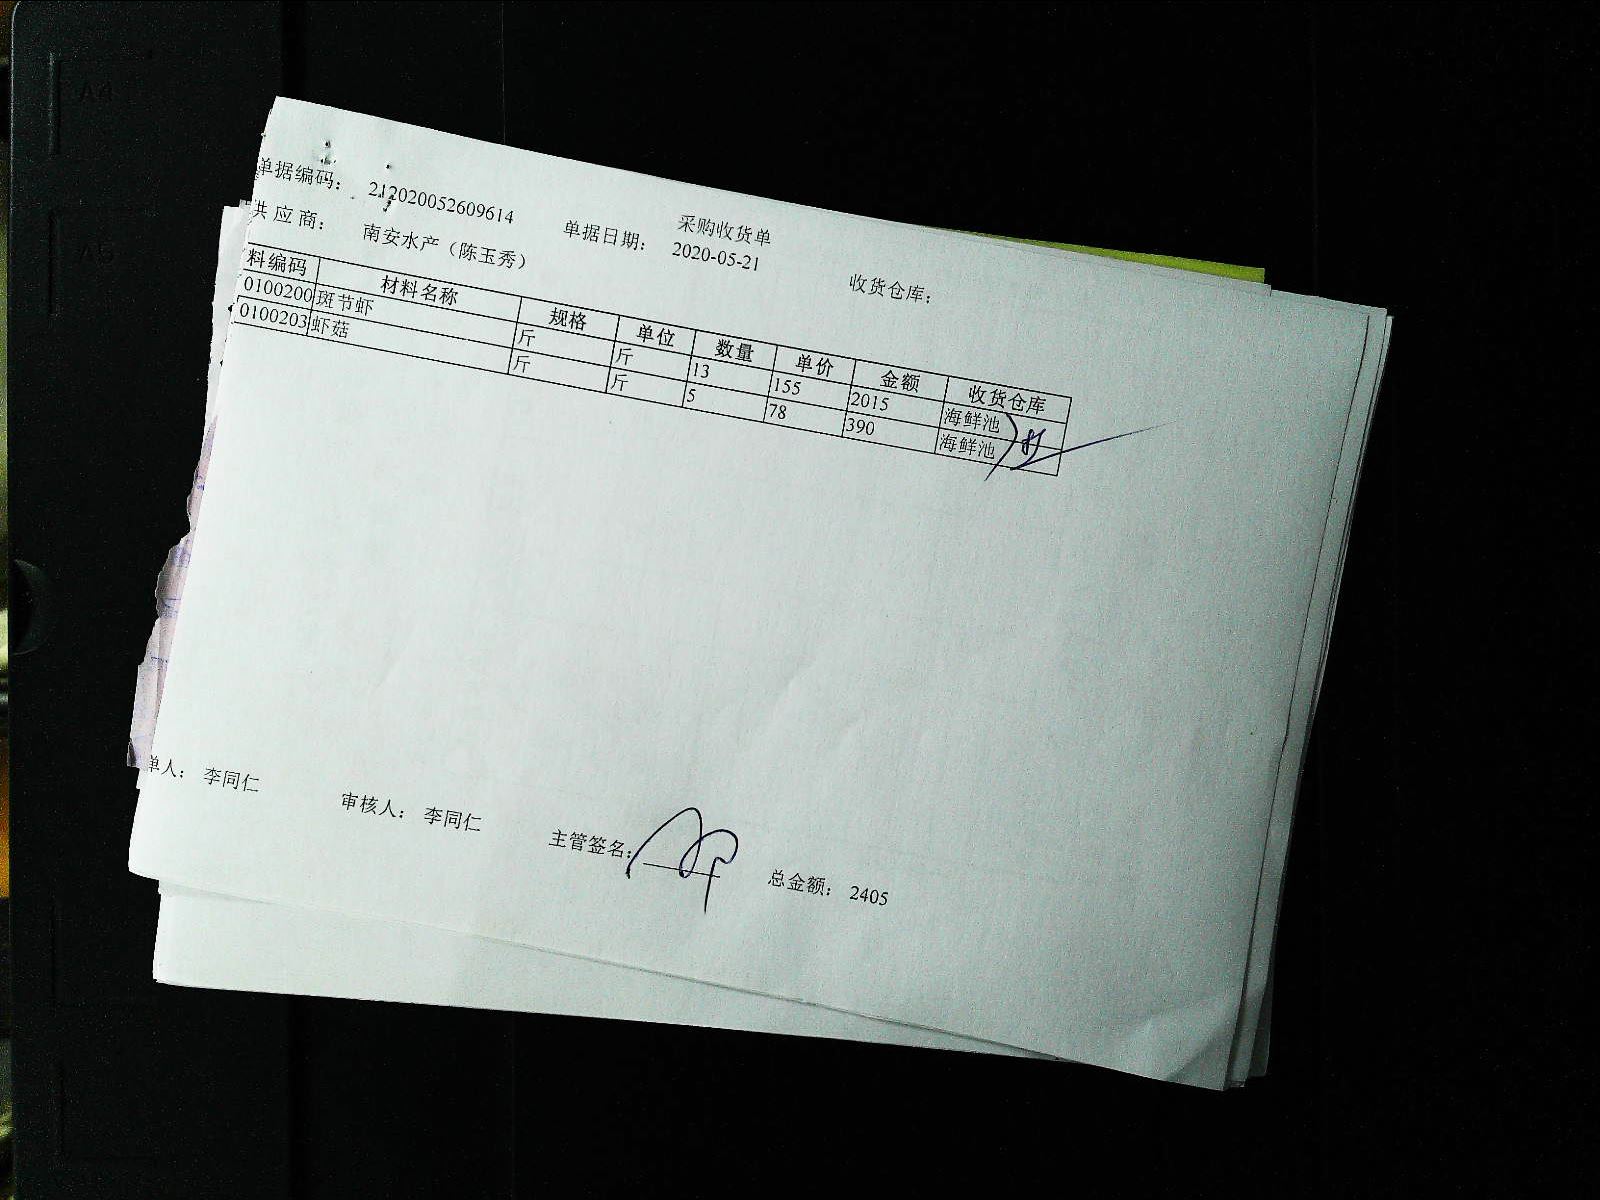 采购收货单
单据编码: 212020052609614 单据日期: 2020-05-21 收货仓库:
供应商: 南安水产（陈玉秀）
料编码 材料名称 规格 单位 数量 单价 金额 收货仓库
0100200 斑节虾 斤 斤 13 155 2015 海鲜池
0100203 虾菇 斤 斤 5 78 390 海鲜池
单人: 李同仁 审核人: 李同仁 主管签名: 总金额: 2405
A4
A5